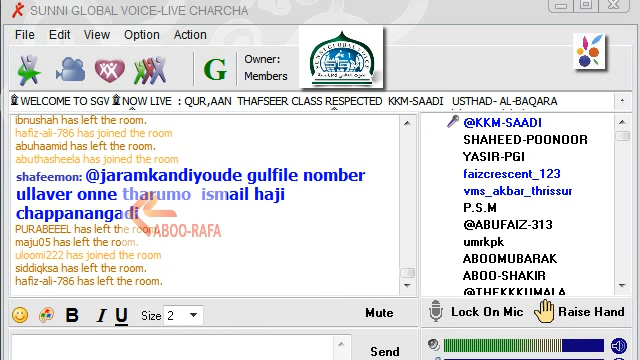 SUNNI GLOBAL VOICE-LIVE CHARCHA
File Edit View Option Action
G
Owner:
Members
WELCOME TO SGV NOW LIVE : QUR,AAN THAFSEER CLASS RESPECTED KKM-SAADI USTHAD- AL-BAQARA
ibnushah has left the room.
hafiz-ali-786 has joined the room
abuhamid has left the room.
abuthasheela has joined the room
shafeemon: @jaramkandiyoude gulfile nomber
ullaver onne tharumo ismail haji
chappanangadi
PURABEEEL has left the room.
maju05 has left the room.
uloomi222 has joined the room
siddiqksa has left the room.
hafiz-ali-786 has left the room.
ABOO-RAFA
@KKM-SAADI
SHAHEED-POONOOR
YASIR-PGI
faizcrescent_123
vms_akbar_thrissur
P.S.M
@ABUFAIZ-313
umrkpk
ABOOMUBARAK
ABOO-SHAKIR
@THEKKKUMALA
B I U Size 2 Mute
Lock On Mic Raise Hand
Send